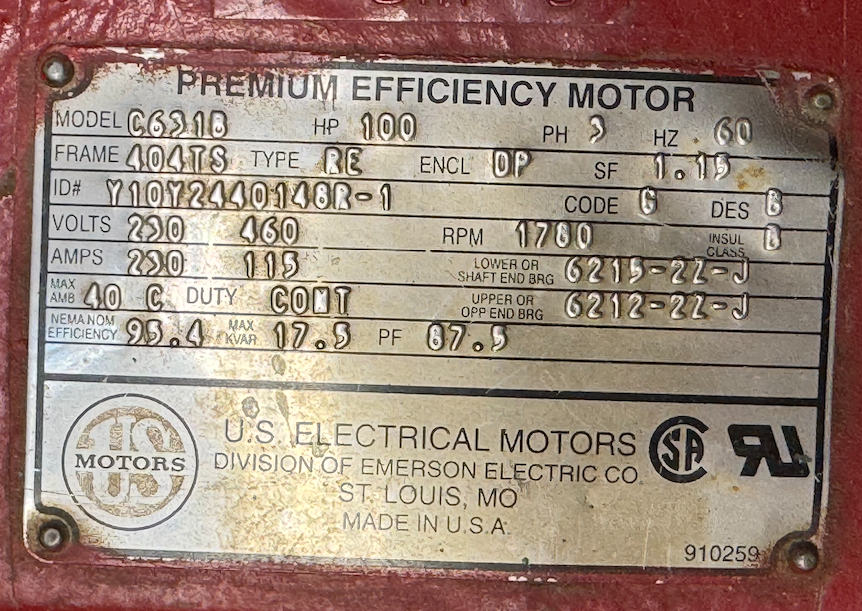 PREMIUM EFFICIENCY MOTOR
MODEL C631B HP 100 PH 3 HZ 60
FRAME 404TS TYPE RE ENCL DP SF 1.15
ID# Y10Y2440148R-1 CODE G DES B
VOLTS 230 460 RPM 1780 INSUL CLASS B
AMPS 230 115 LOWER OR SHAFT END BRG 6215-2Z-J
MAX AMB 40 C DUTY CONT UPPER OR OPP END BRG 6212-2Z-J
NEMA NOM EFFICIENCY 95.4 MAX KVAR 17.5 PF 87.5
US MOTORS
U.S. ELECTRICAL MOTORS
DIVISION OF EMERSON ELECTRIC CO.
ST. LOUIS, MO
MADE IN U.S.A.
SA
RU
910259